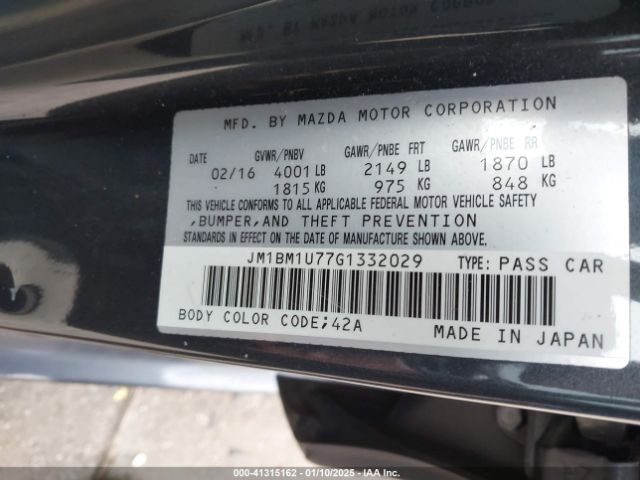 MFD. BY MAZDA MOTOR CORPORATION
DATE GVWR/PNBV GAWR/PNBE FRT GAWR/PNBE RR
02/16 4001 LB 2149 LB 1870 LB
1815 KG 975 KG 848 KG
THIS VEHICLE CONFORMS TO ALL APPLICABLE FEDERAL MOTOR VEHICLE SAFETY
,BUMPER,AND THEFT PREVENTION
STANDARDS IN EFFECT ON THE DATE OF MANUFACTURE SHOWN ABOVE.
JM1BM1U77G1332029 TYPE: PASS CAR
BODY COLOR CODE;42A
MADE IN JAPAN
000-41315162 - 01/10/2025 - IAA Inc.